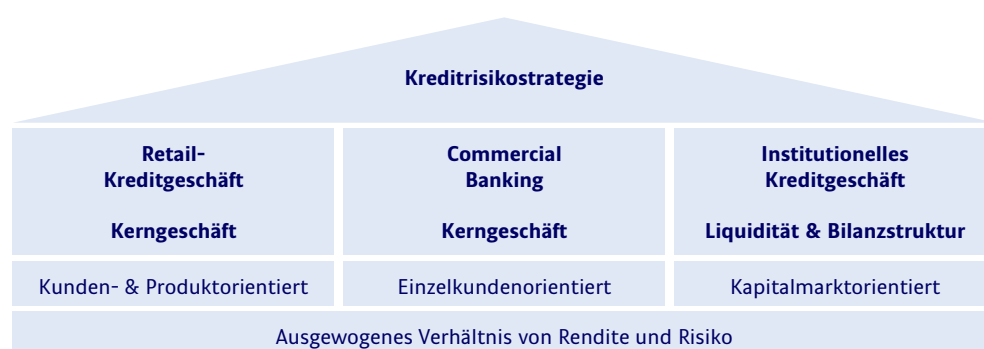 Kreditrisikostrategie
Retail-
Kreditgeschäft
Kerngeschäft
Commercial
Banking
Kerngeschäft
Institutionelles
Kreditgeschäft
Liquidität & Bilanzstruktur
Kunden- & Produktorientiert
Einzelkundenorientiert
Kapitalmarktorientiert
Ausgewogenes Verhältnis von Rendite und Risiko